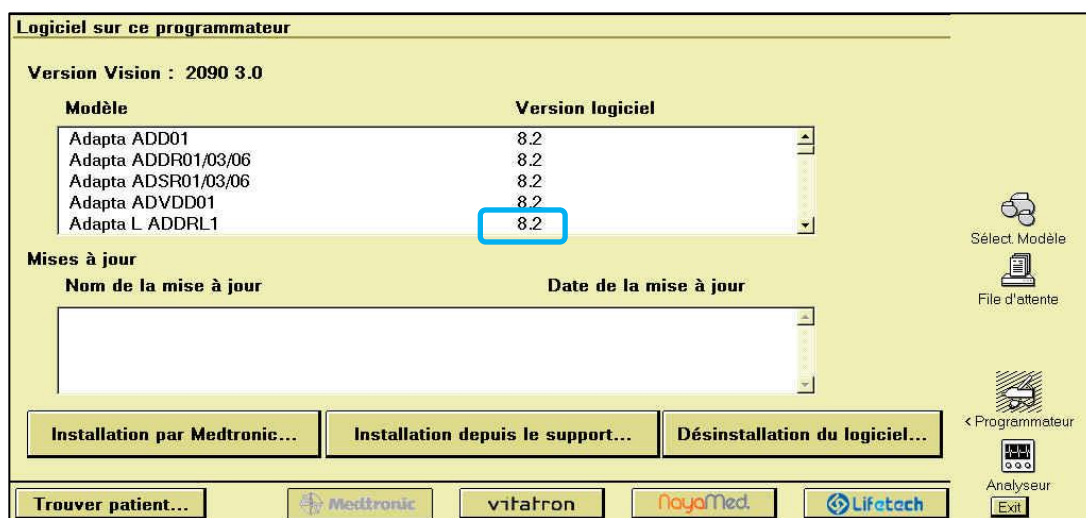 Logiciel sur ce programmateur
Version Vision : 2090 3.0
Modèle Version logiciel
Adapta ADD01 8.2
Adapta ADDR01/03/06 8.2
Adapta ADSR01/03/06 8.2
Adapta ADVDD01 8.2
Adapta L ADDRL1 8.2
Sélect. Modèle
Mises à jour
Nom de la mise à jour Date de la mise à jour
File d'attente
< Programmateur
Installation par Medtronic... Installation depuis le support... Désinstallation du logiciel...
Analyseur
Trouver patient... Medtronic vitatron NayaMed. Lifetech Exit